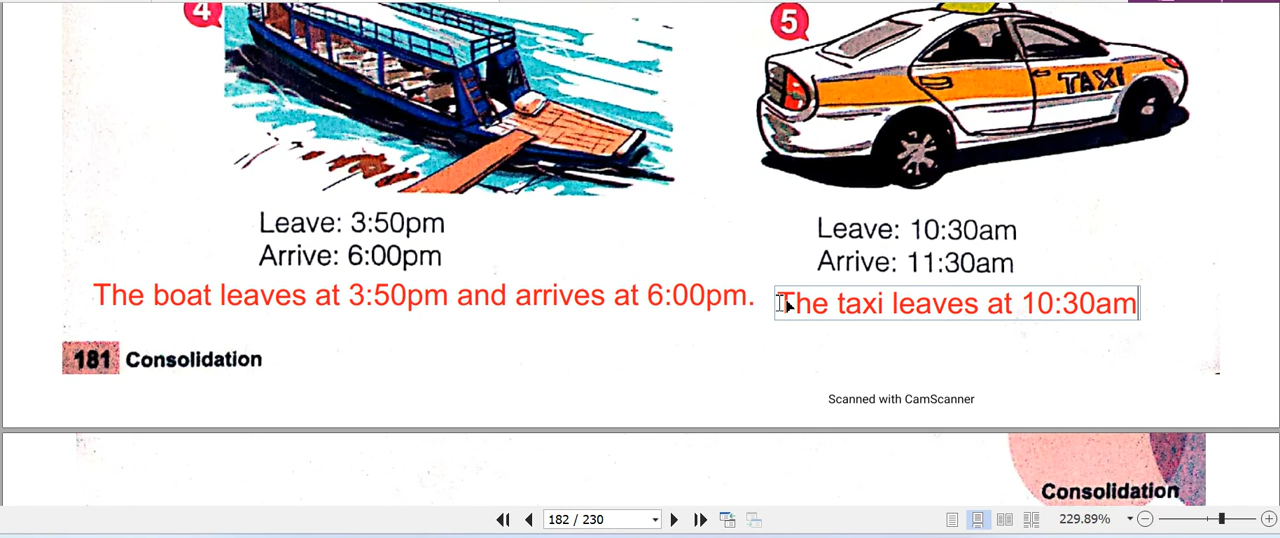 4
5
TAXI
Leave: 3:50pm
Arrive: 6:00pm
Leave: 10:30am
Arrive: 11:30am
The boat leaves at 3:50pm and arrives at 6:00pm.
The taxi leaves at 10:30am
181 Consolidation
Scanned with CamScanner
Consolidation
182 / 230
229.89%